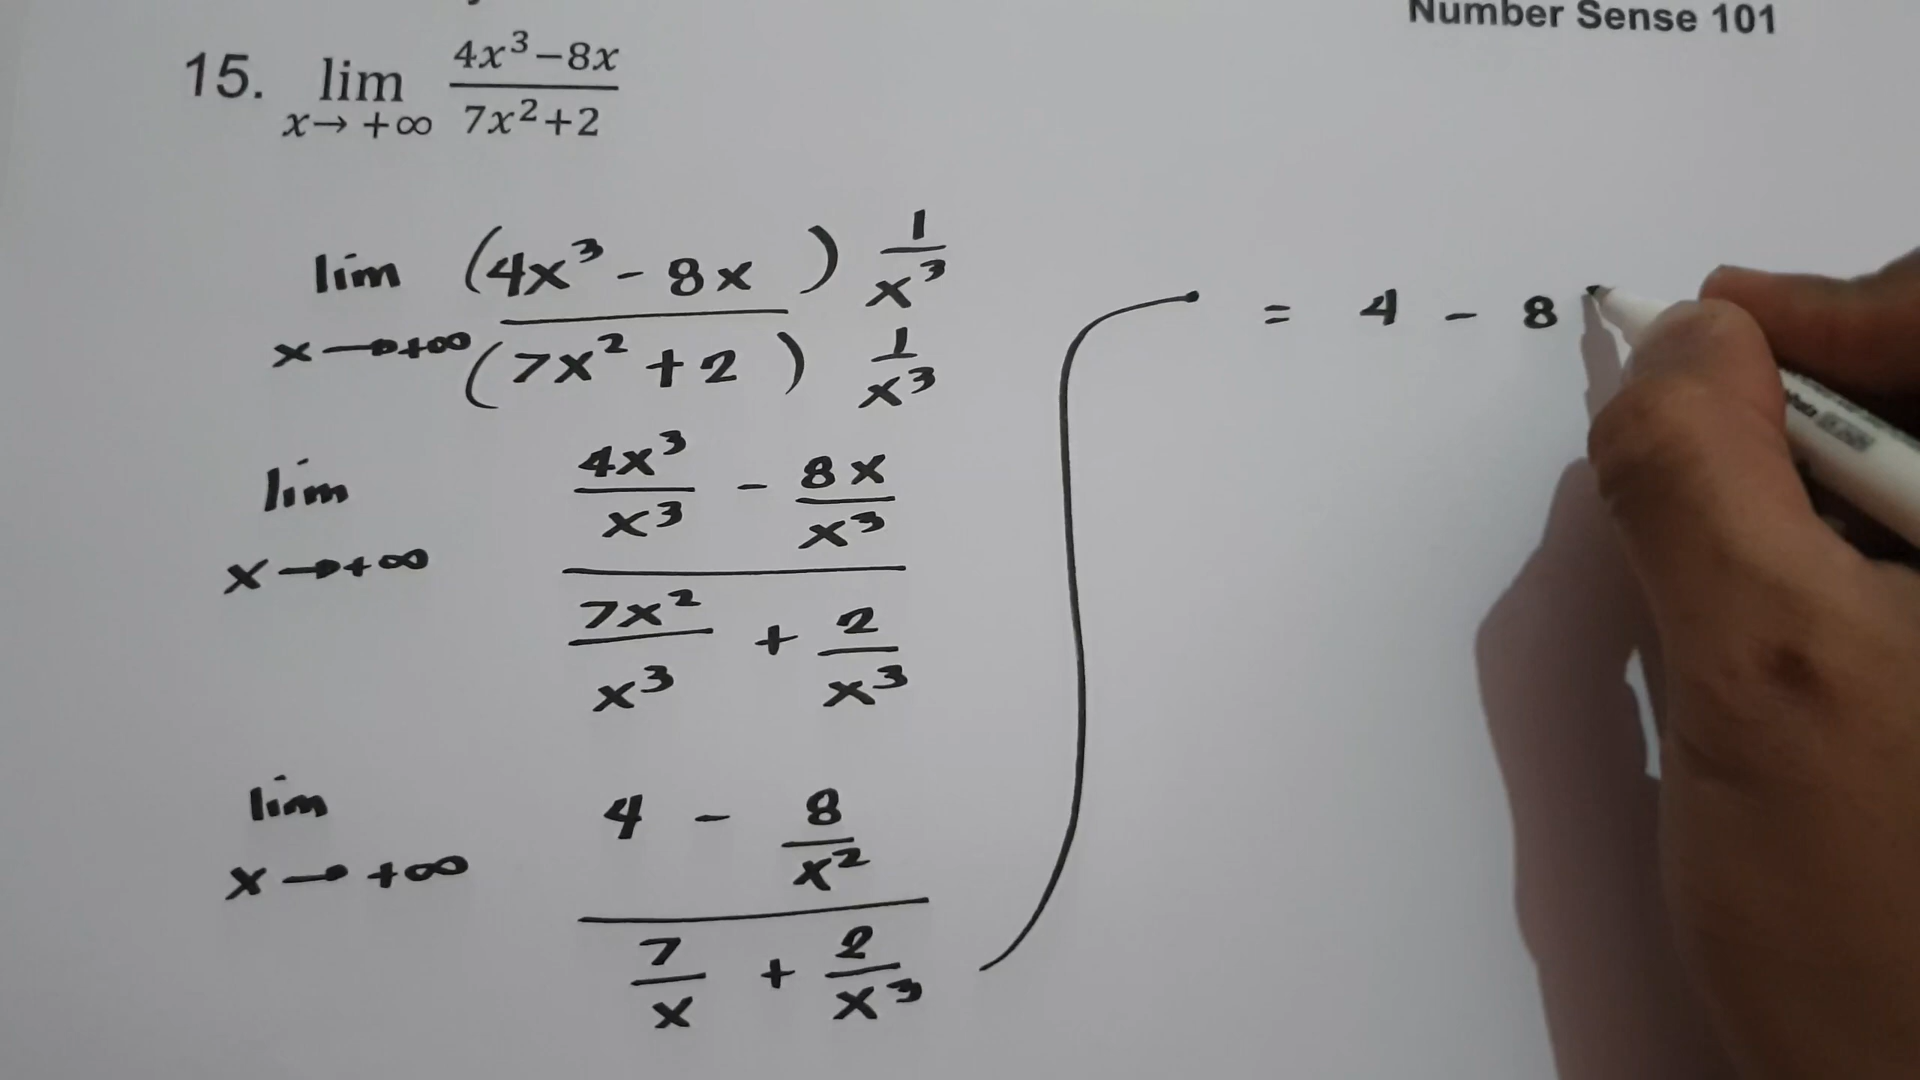 Number Sense 101
15. lim x→ +∞ 4x³−8x / 7x²+2
lim x→+∞ (4x³ - 8x ) 1/x³ / (7x² + 2 ) 1/x³
lim x→+∞ 4x³/x³ - 8x/x³ / 7x²/x³ + 2/x³
lim x→+∞ 4 - 8/x² / 7/x + 2/x³
= 4 - 8